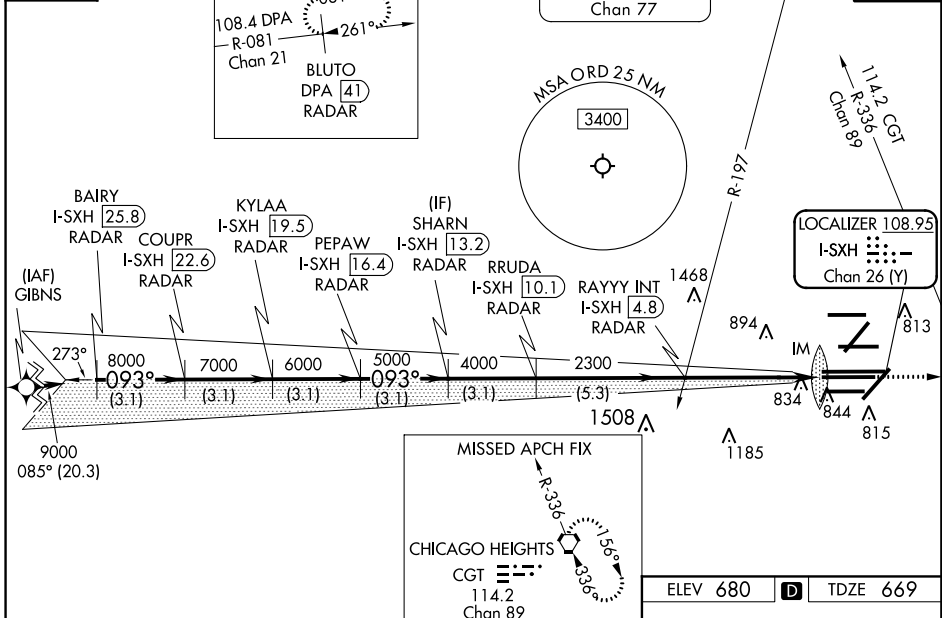 108.4 DPA
R-081
Chan 21
261°
BLUTO
DPA 41
RADAR
Chan 77
MSA ORD 25 NM
3400
R-197
114.2 CGT
R-336
Chan 89
LOCALIZER 108.95
I-SXH
Chan 26 (Y)
BAIRY
I-SXH 25.8
RADAR
COUPR
I-SXH 22.6
RADAR
KYLAA
I-SXH 19.5
RADAR
PEPAW
I-SXH 16.4
RADAR
(IF)
SHARN
I-SXH 13.2
RADAR
RRUDA
I-SXH 10.1
RADAR
RAYYY INT
I-SXH 4.8
RADAR
(IAF)
GIBNS
1468
894
813
IM
273°
8000
7000
6000
5000
4000
2300
093°
093°
(3.1)
(3.1)
(3.1)
(3.1)
(3.1)
(5.3)
834
844
815
1508
1185
9000
085° (20.3)
MISSED APCH FIX
R-336
CHICAGO HEIGHTS
CGT
114.2
Chan 89
156°
336°
ELEV 680 D TDZE 669